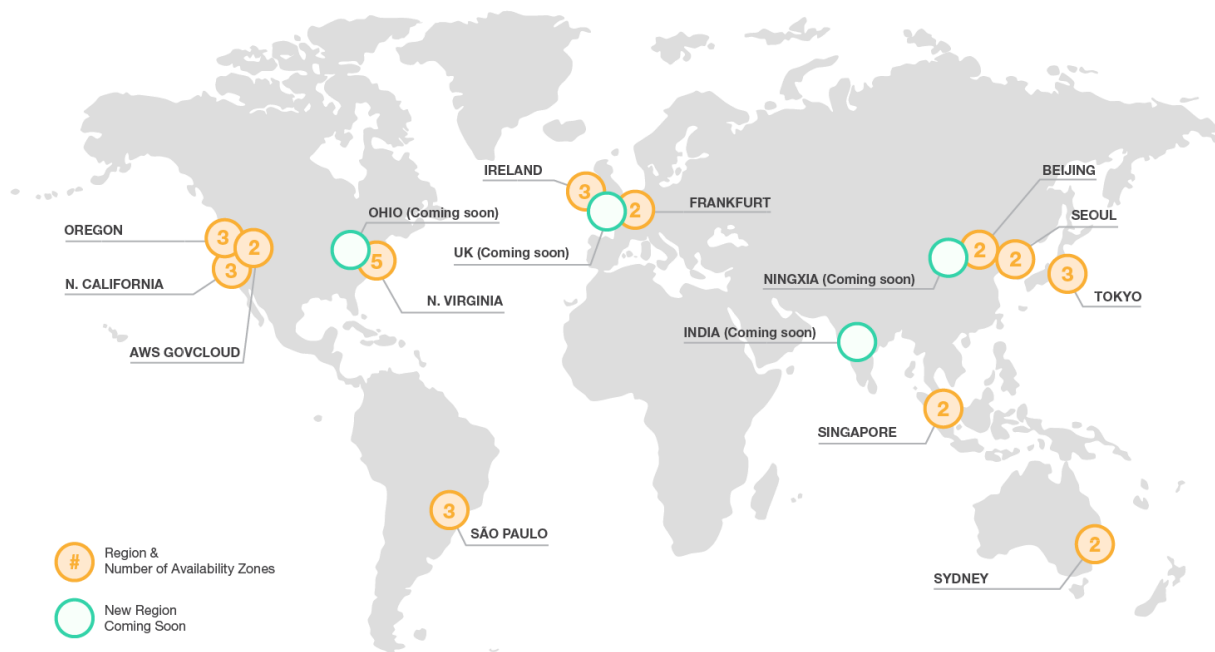 IRELAND
3
2
FRANKFURT
BEIJING
SEOUL
OREGON
3
2
OHIO (Coming soon)
UK (Coming soon)
2
2
3
N. CALIFORNIA
3
5
N. VIRGINIA
NINGXIA (Coming soon)
TOKYO
AWS GOVCLOUD
INDIA (Coming soon)
2
SINGAPORE
3
SÃO PAULO
2
SYDNEY
#
Region &
Number of Availability Zones
New Region
Coming Soon